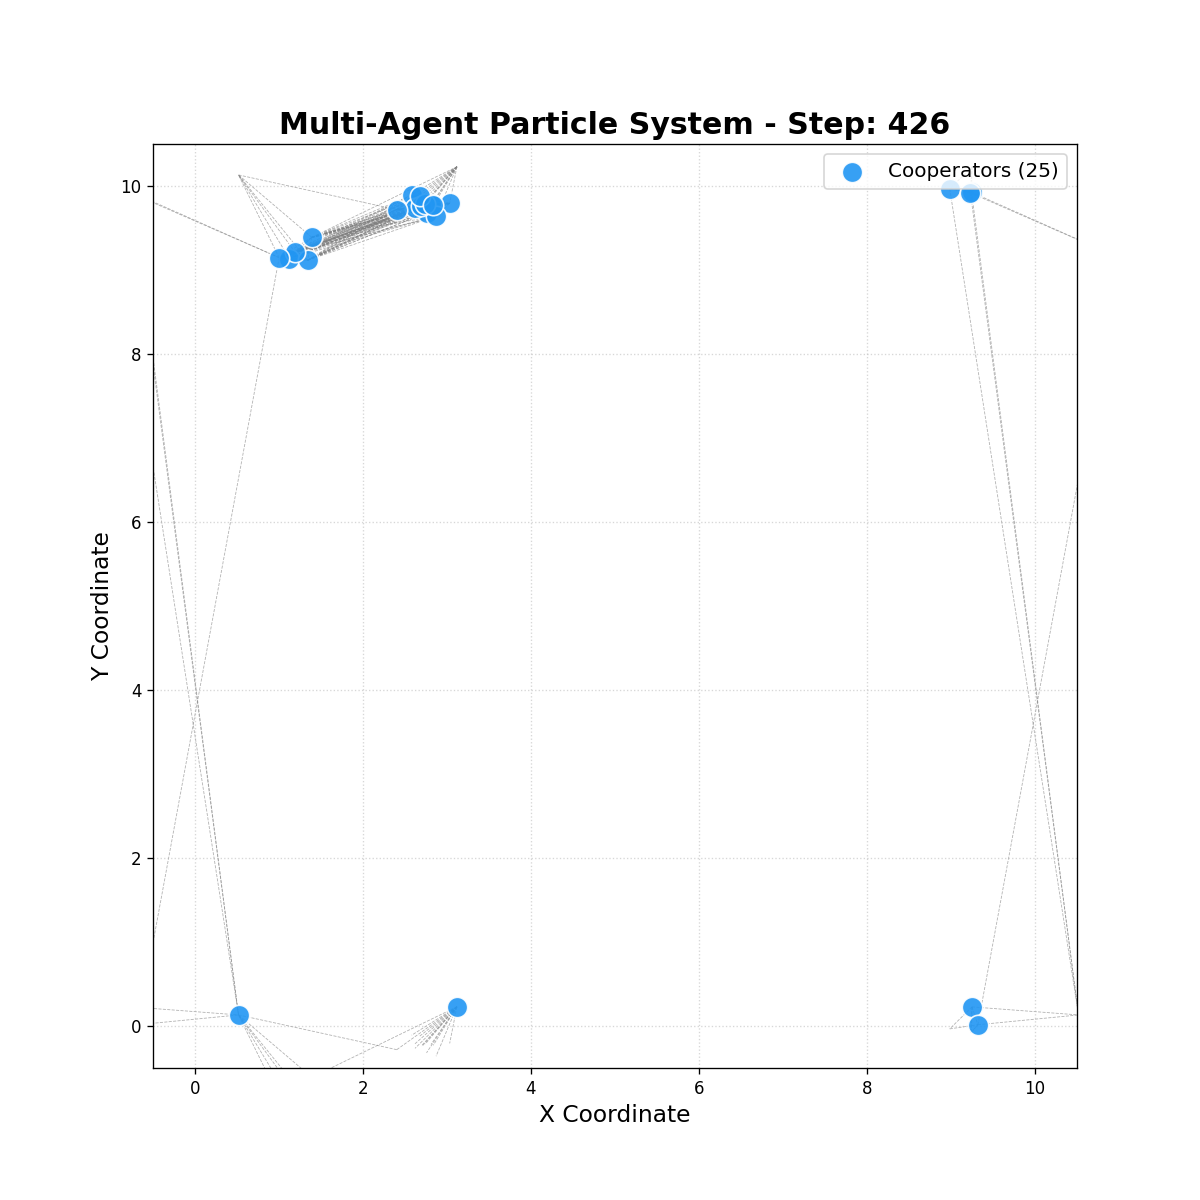 Multi-Agent Particle System - Step: 426
Cooperators (25)
10
8
6
4
2
0
Y Coordinate
0 2 4 6 8 10
X Coordinate